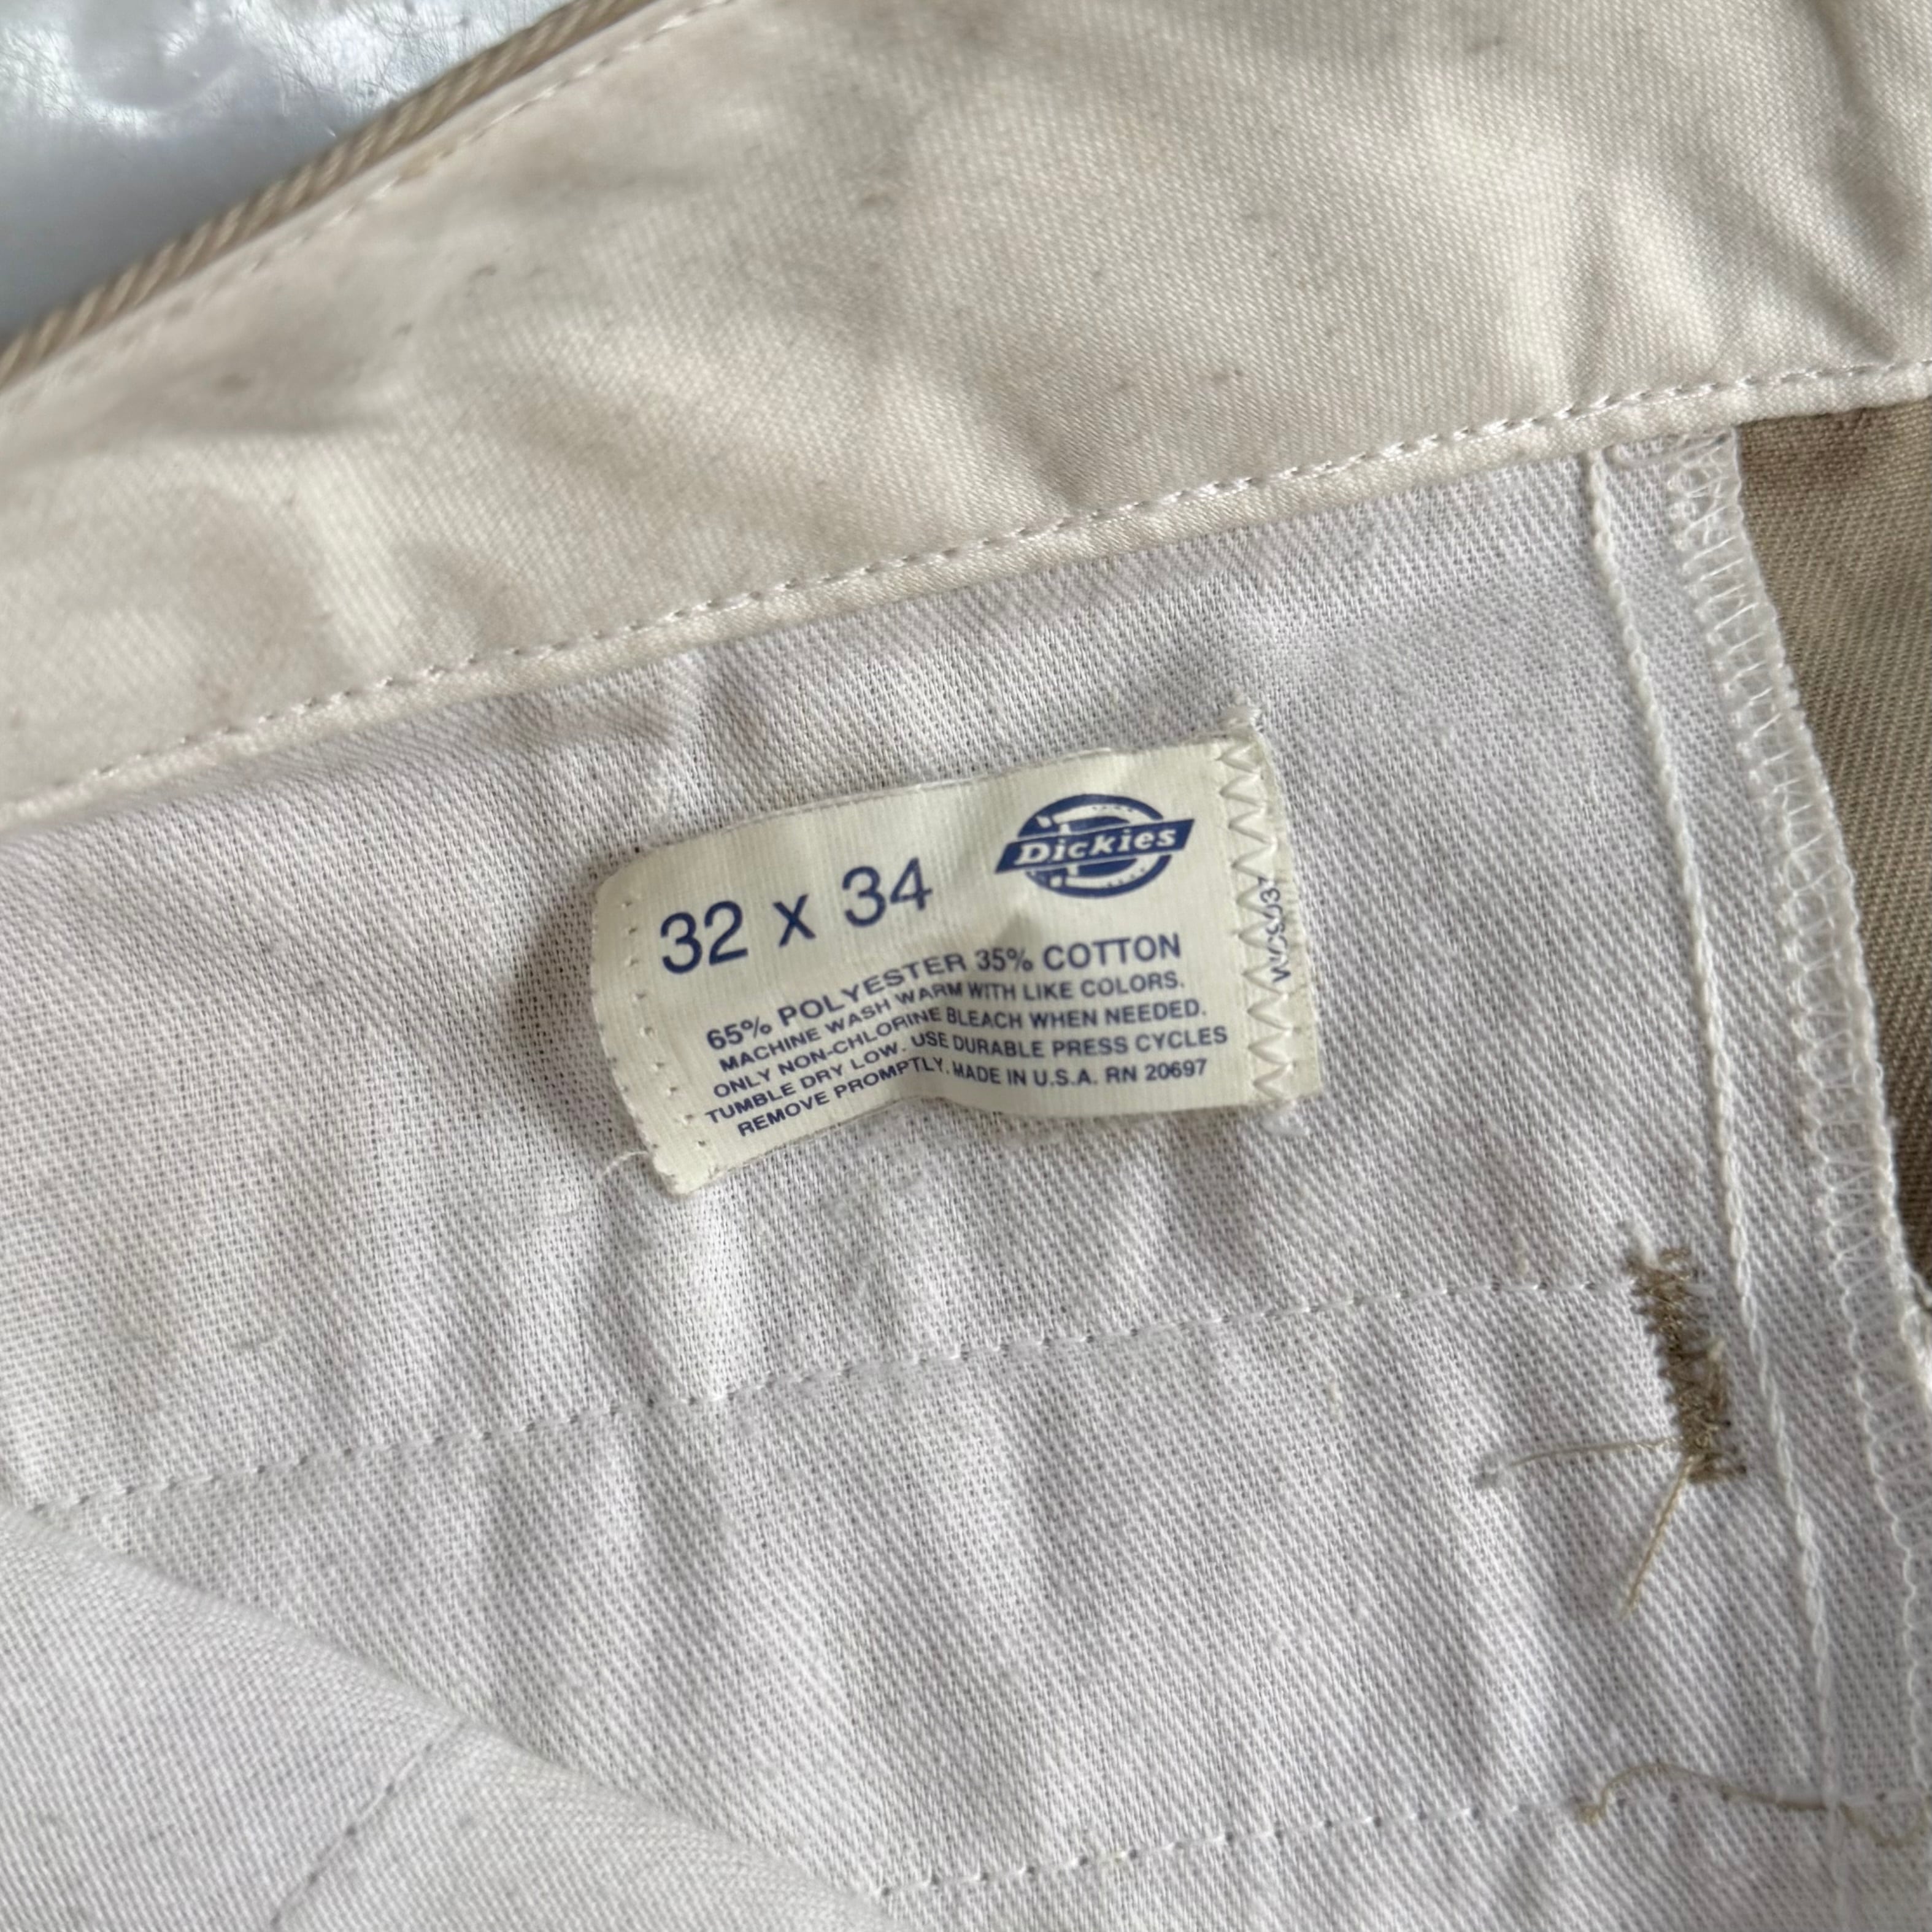 Dickies
32 x 34
65% POLYESTER 35% COTTON
MACHINE WASH WARM WITH LIKE COLORS.
ONLY NON-CHLORINE BLEACH WHEN NEEDED.
TUMBLE DRY LOW. USE DURABLE PRESS CYCLES
REMOVE PROMPTLY. MADE IN U.S.A. RN 20697